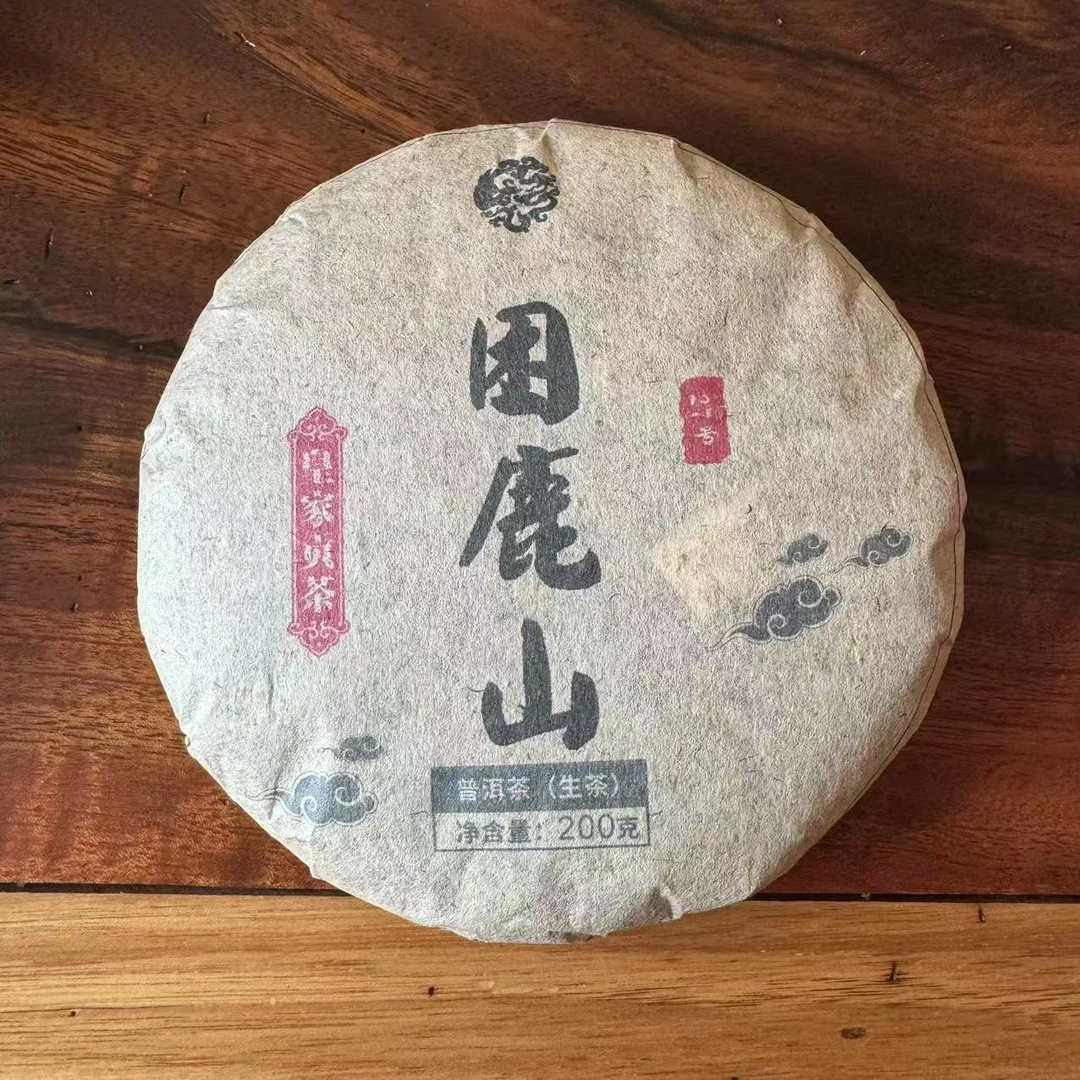 困鹿山
皇家贡茶
号
普洱茶（生茶）
净含量：200克